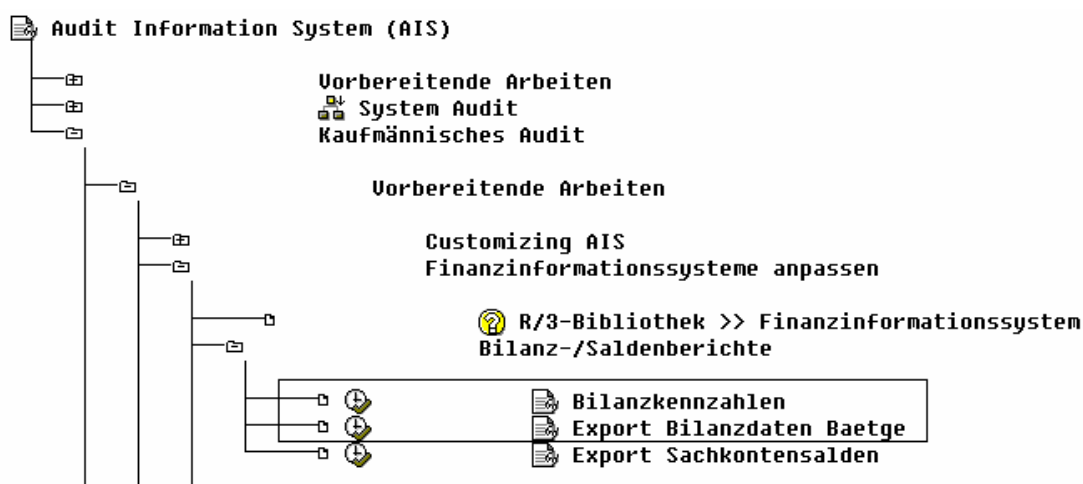 Audit Information System (AIS)
Vorbereitende Arbeiten
System Audit
Kaufmännisches Audit
Vorbereitende Arbeiten
Customizing AIS
Finanzinformationssysteme anpassen
R/3-Bibliothek >> Finanzinformationssystem
Bilanz-/Saldenberichte
Bilanzkennzahlen
Export Bilanzdaten Baetge
Export Sachkontensalden